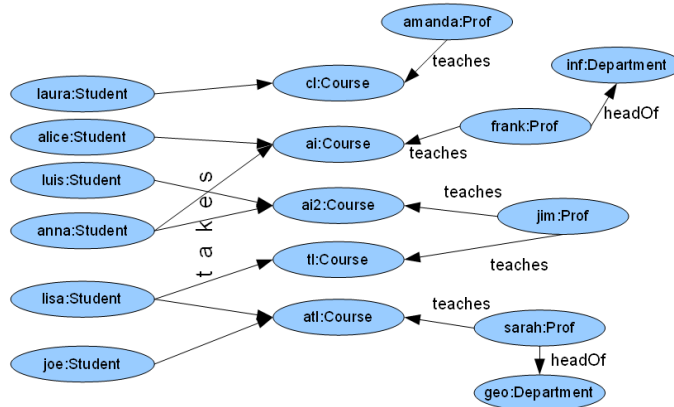 amanda:Prof
teaches
inf:Department
laura:Student
cl:Course
headOf
alice:Student
ai:Course
frank:Prof
teaches
luis:Student
takes
ai2:Course
teaches
jim:Prof
anna:Student
tl:Course
teaches
lisa:Student
atl:Course
teaches
sarah:Prof
joe:Student
headOf
geo:Department